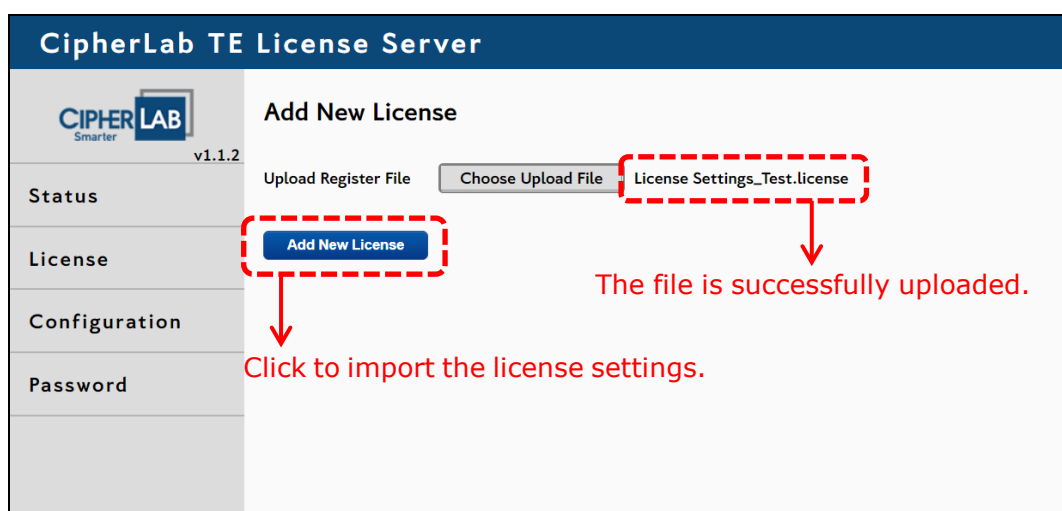 CipherLab TE License Server
CIPHERLAB
Smarter
v1.1.2
Status
License
Configuration
Password
Add New License
Upload Register File Choose Upload File License Settings_Test.license
Add New License
The file is successfully uploaded.
Click to import the license settings.